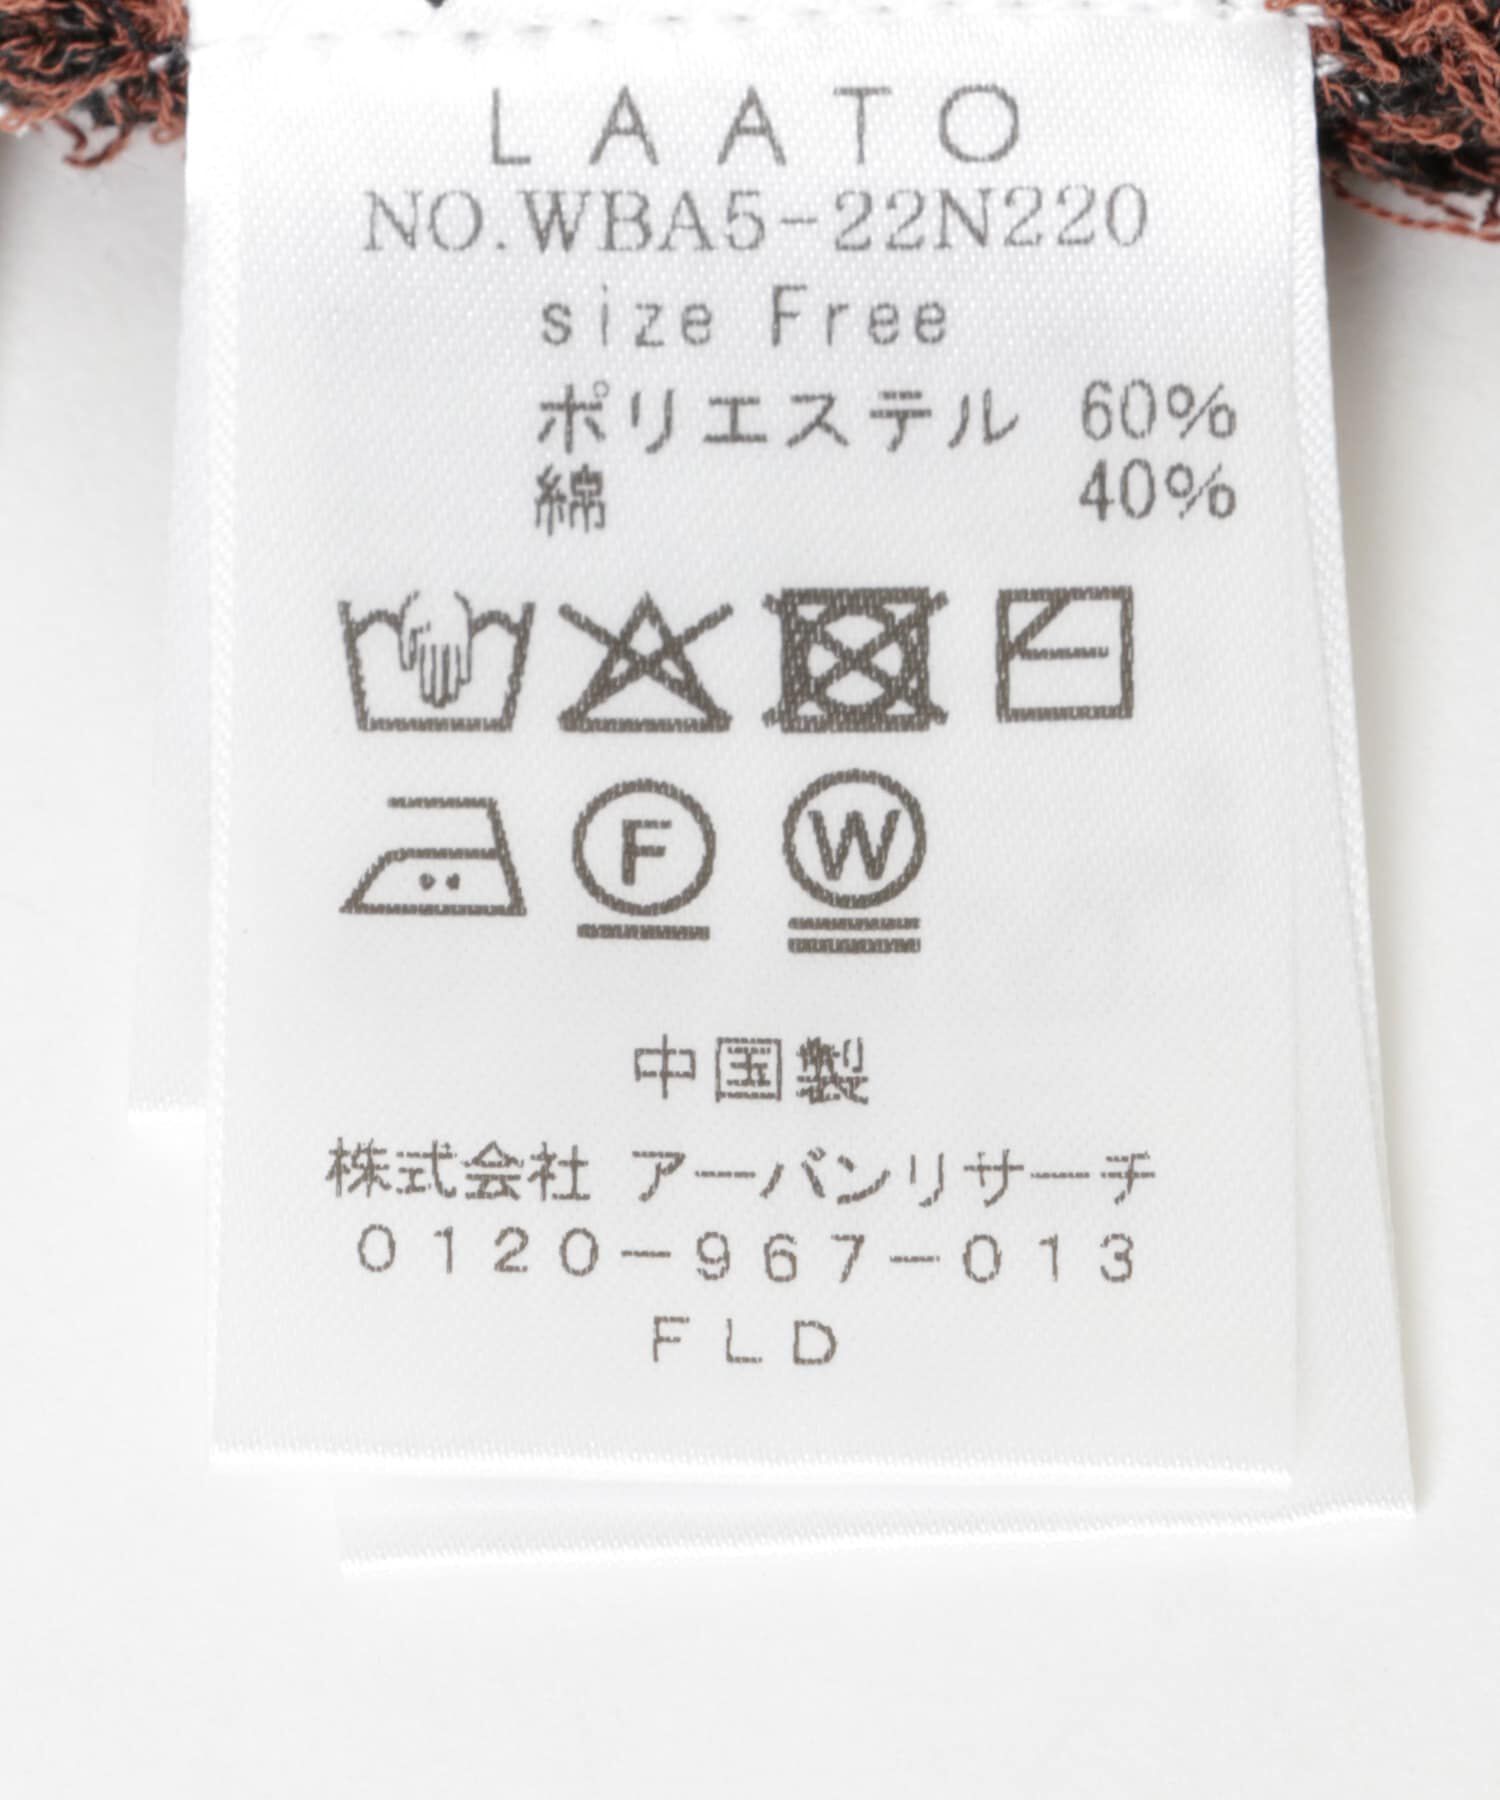 LAATO
NO.WBA5-22N220
size Free
ポリエステル 60%
綿 40%
F W
中国製
株式会社 アーバンリサーチ
0120-967-013
FLD